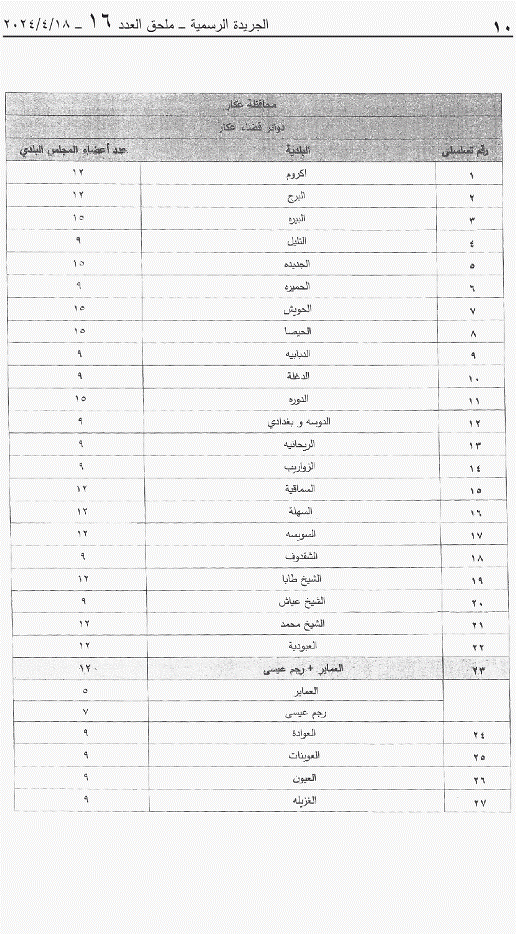 ١٠ الجريدة الرسمية ـ ملحق العدد ١٦ ـ ٢٠٢٤/٤/١٨
محافظة عكار
دوائر قضاء عكار
رقم تسلسلي البلدية عدد أعضاء المجلس البلدي
١ اكروم ١٢
٢ البرج ١٢
٣ البيره ١٥
٤ التليل ٩
٥ الجديده ١٥
٦ الحميره ٩
٧ الحويش ١٥
٨ الحيصا ١٥
٩ الدبابيه ٩
١٠ الدغلة ٩
١١ الدوره ١٥
١٢ الدوسه و بغدادي ٩
١٣ الريحانيه ٩
١٤ الزواريب ٩
١٥ السماقية ١٢
١٦ السهلة ١٢
١٧ السويسه ١٢
١٨ الشقدوف ٩
١٩ الشيخ طابا ١٢
٢٠ الشيخ عياش ٩
٢١ الشيخ محمد ١٢
٢٢ العبودية ١٢
٢٣ العماير + رجم عيسى ١٢
العماير ٥
رجم عيسى ٧
٢٤ العوادة ٩
٢٥ العوينات ٩
٢٦ العيون ٩
٢٧ الغزيله ٩